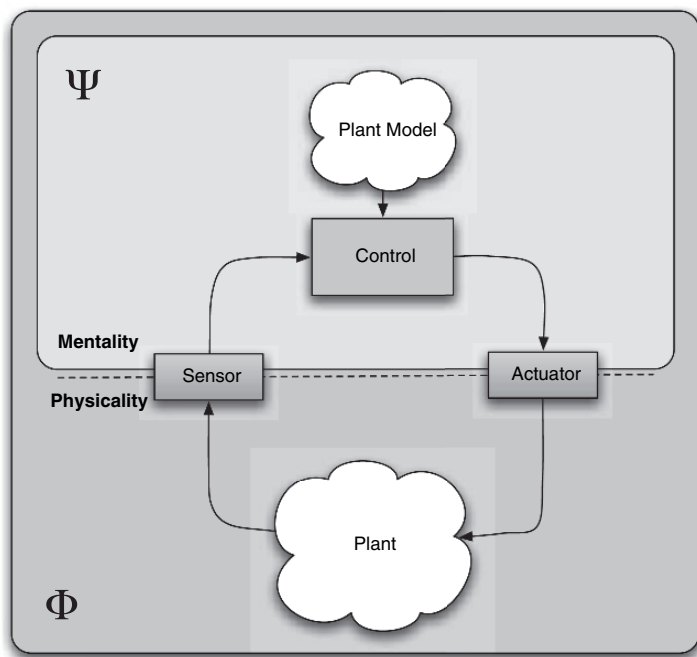 Ψ
Plant Model
Control
Mentality
Sensor
Actuator
Physicality
Plant
Φ